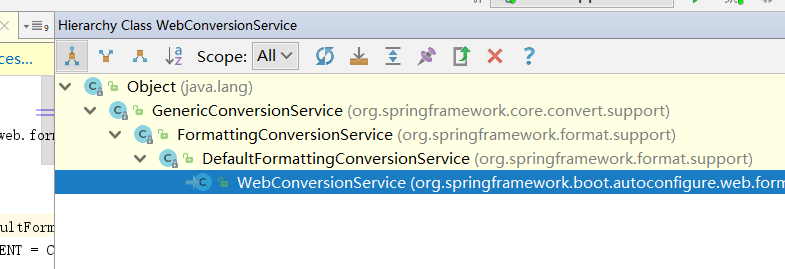 Hierarchy Class WebConversionService
9
ces...
Scope: All
Object (java.lang)
GenericConversionService (org.springframework.core.convert.support)
web.form
FormattingConversionService (org.springframework.format.support)
DefaultFormattingConversionService (org.springframework.format.support)
WebConversionService (org.springframework.boot.autoconfigure.web.form
ultForm
ENT = C